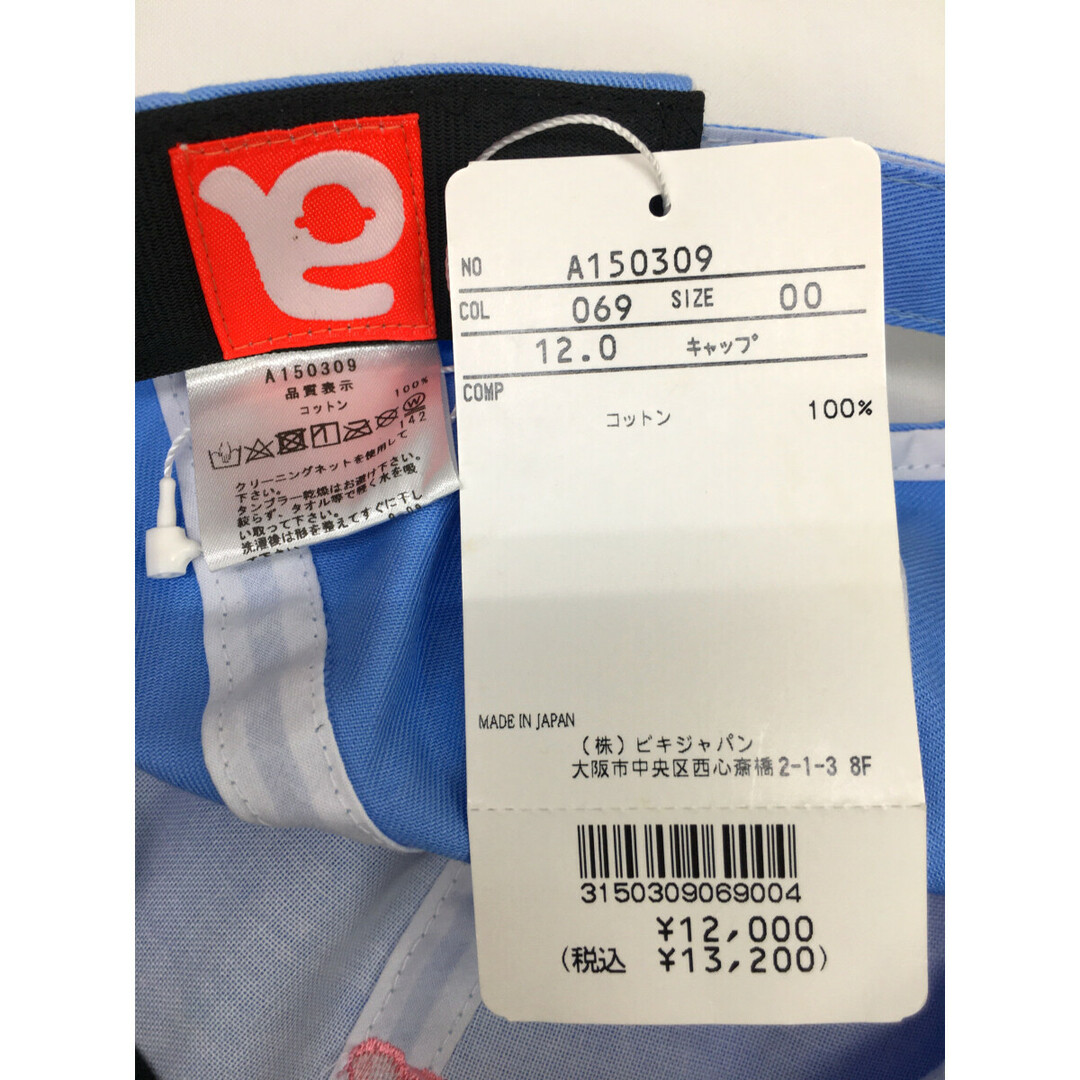 NO A150309
COL 069 SIZE 00
12.0 キャップ
COMP
コットン 100%
MADE IN JAPAN
(株)ビキジャパン
大阪市中央区西心斎橋2-1-3 8F
3150309069004
¥12,000
(税込 ¥13,200)
A150309
品質表示
コットン 100%
142
クリーニングネットを使用して
下さい。
タンブラー乾燥はお避け下さい。
絞らず、タオル等で軽く水を吸
い取って下さい。
洗濯後は形を整えてすぐに干し